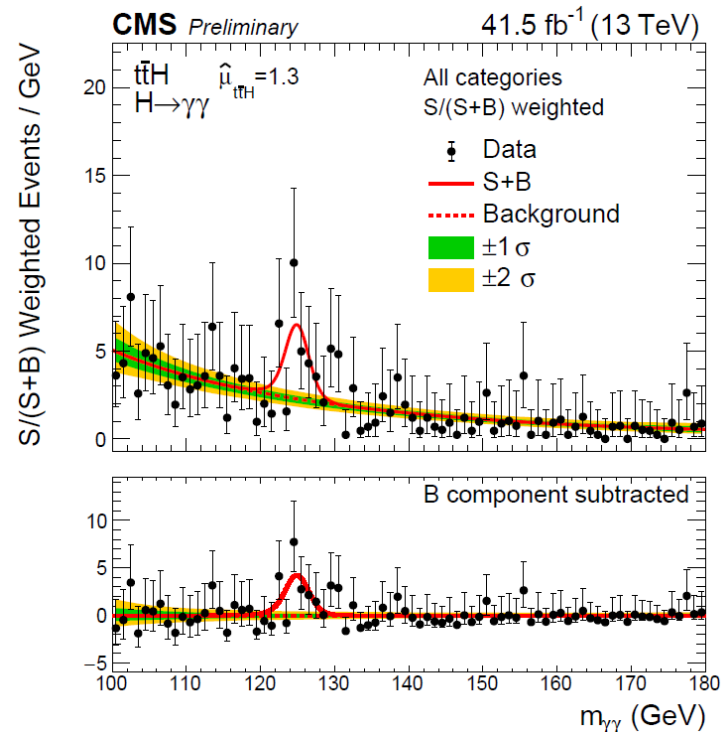 CMS Preliminary 41.5 fb⁻¹ (13 TeV)
tt̄H μ̂ tt̄H =1.3
H→γγ
All categories
S/(S+B) weighted
Data
S+B
Background
±1 σ
±2 σ
S/(S+B) Weighted Events / GeV
20
15
10
5
0
B component subtracted
10
5
0
−5
100 110 120 130 140 150 160 170 180
mγγ (GeV)